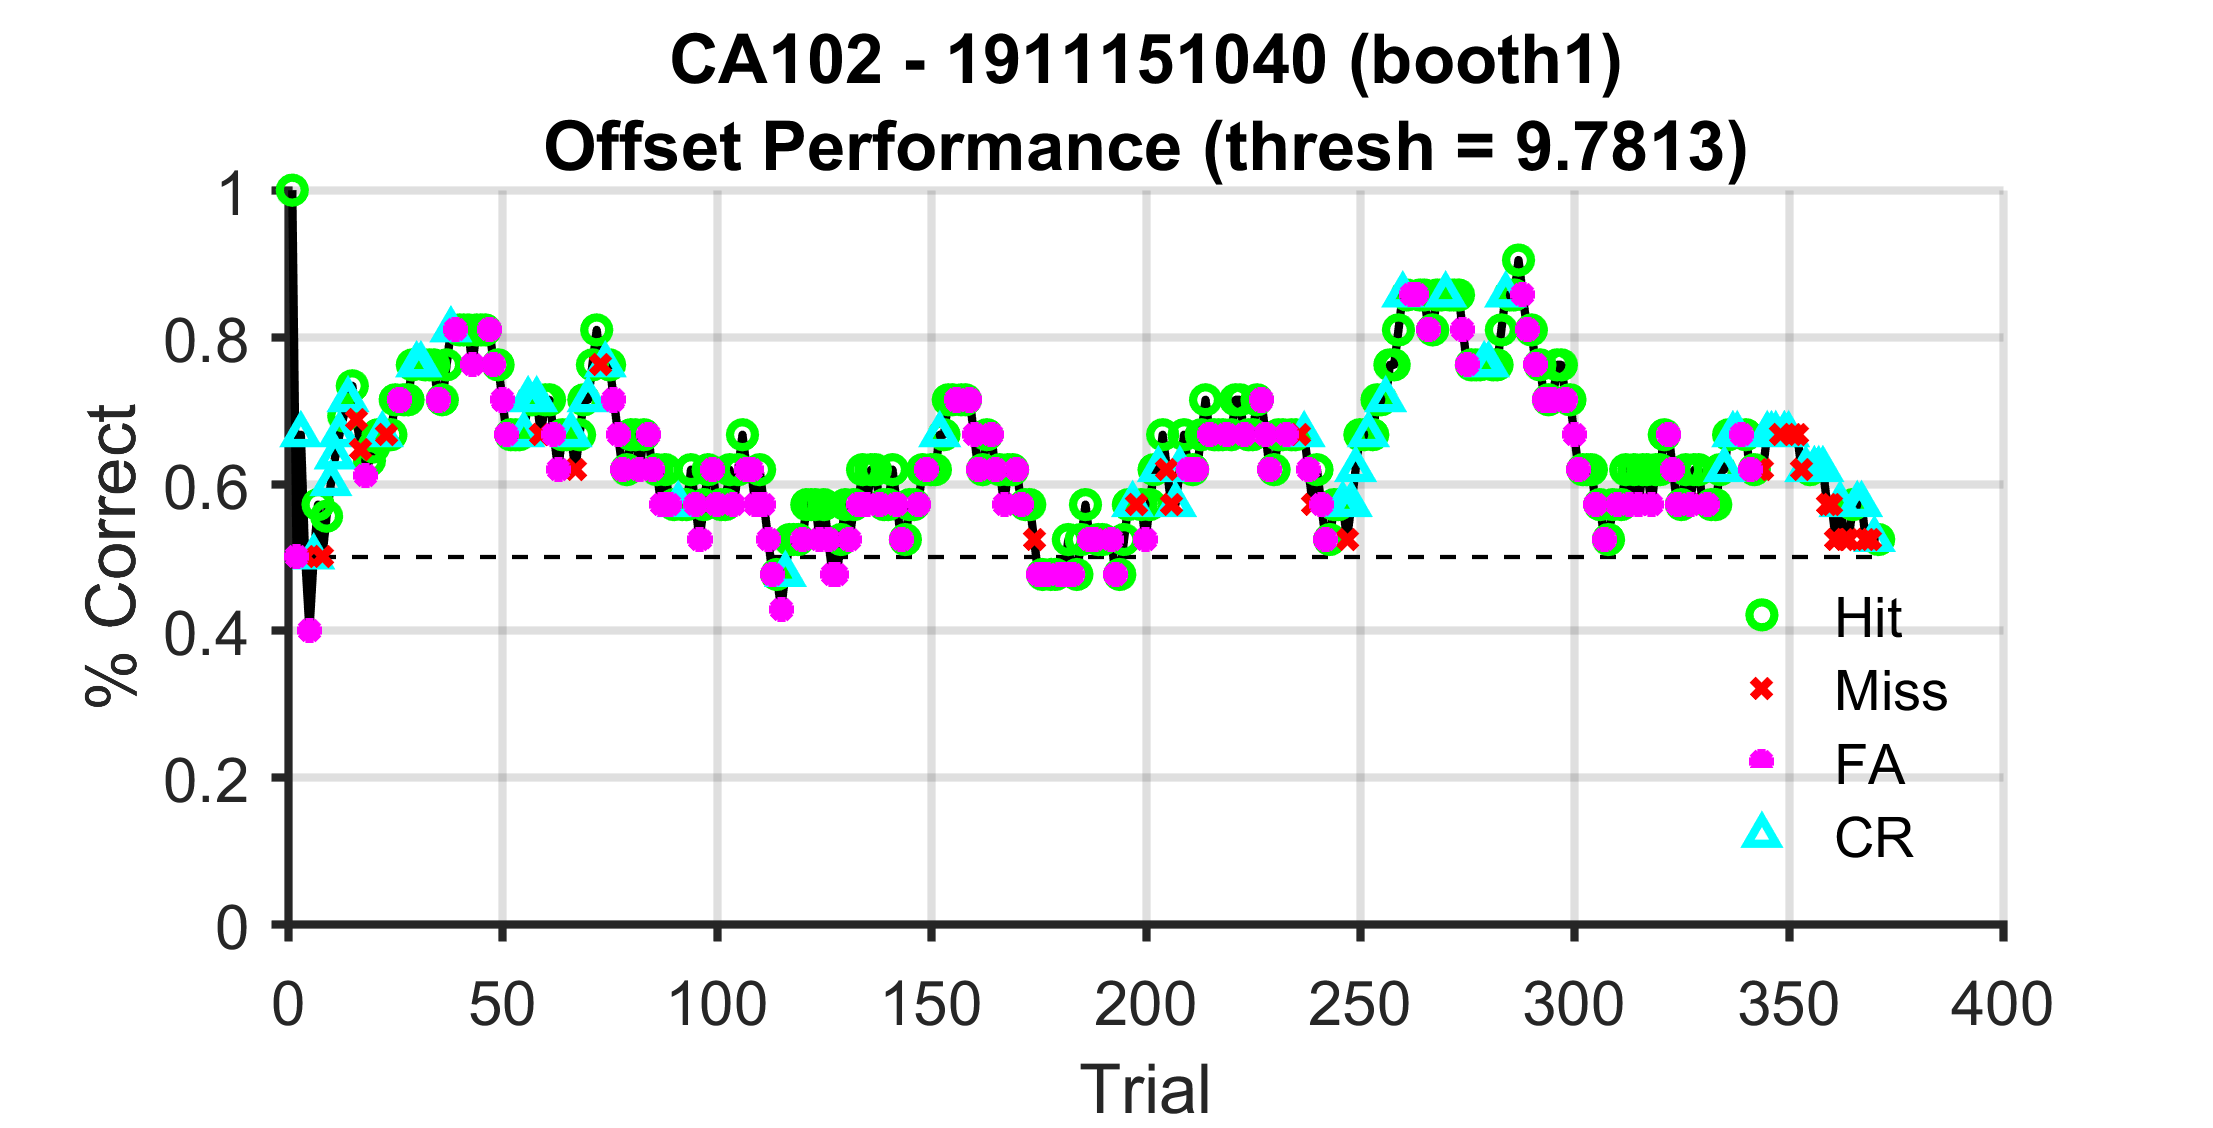 CA102 - 1911151040 (booth1)
Offset Performance (thresh = 9.7813)
% Correct
1
0.8
0.6
0.4
0.2
0
Hit
Miss
FA
CR
0 50 100 150 200 250 300 350 400
Trial